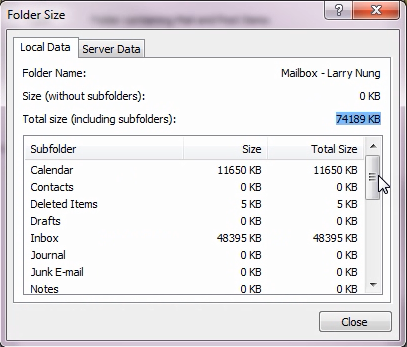 Folder Size
Local Data Server Data
Folder Name: Mailbox - Larry Nung
Size (without subfolders): 0 KB
Total size (including subfolders): 74189 KB
Subfolder Size Total Size
Calendar 11650 KB 11650 KB
Contacts 0 KB 0 KB
Deleted Items 5 KB 5 KB
Drafts 0 KB 0 KB
Inbox 48395 KB 48395 KB
Journal 0 KB 0 KB
Junk E-mail 0 KB 0 KB
Notes 0 KB 0 KB
Close